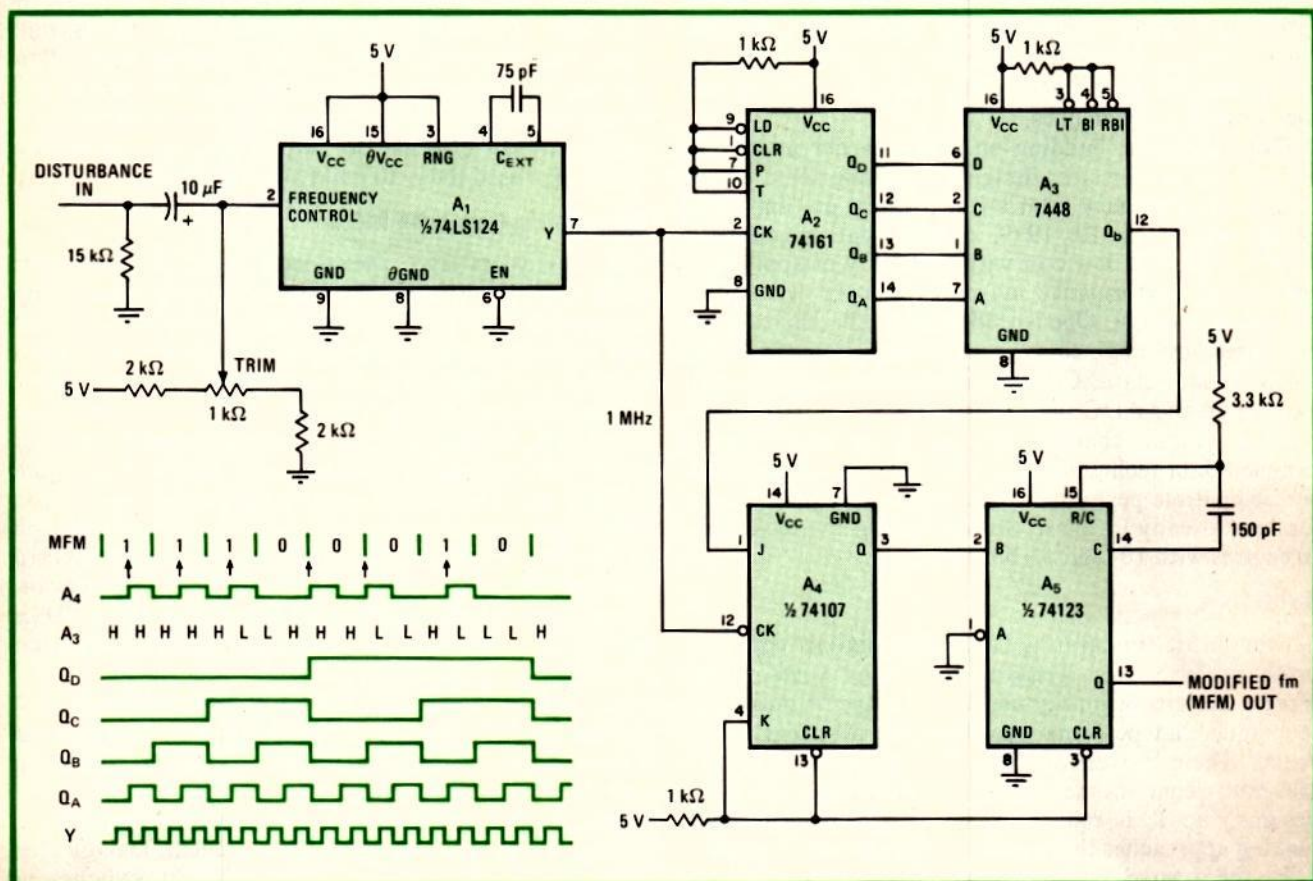 5 V
75 pF
16 15 3 4 5
VCC θVCC RNG CEXT
DISTURBANCE
IN
10 µF
+
2
FREQUENCY
CONTROL
A1
½74LS124
Y
7
15 kΩ
GND θGND EN
9 8 6
5 V
2 kΩ
TRIM
1 kΩ
2 kΩ
1 MHz
1 kΩ
5 V
16
VCC
9 LD
1 CLR
7 P
10 T
2 CK
8 GND
A2
74161
QD 11
QC 12
QB 13
QA 14
5 V
1 kΩ
16 3 4 5
VCC LT BI RBI
6 D
2 C
1 B
7 A
A3
7448
Qb
12
GND
8
5 V
14 7
VCC GND
1 J
Q 3
A4
½ 74107
12 CK
4 K
CLR
13
1 kΩ
5 V
5 V
3.3 kΩ
16 15
VCC R/C
150 pF
2 B
C 14
A5
½ 74123
1 A
Q 13
MODIFIED fm
(MFM) OUT
GND CLR
8 3
MFM | 1 | 1 | 1 | 0 | 0 | 0 | 1 | 0 |
A4
A3 H H H H L L H H H L L H L L L H
QD
QC
QB
QA
Y